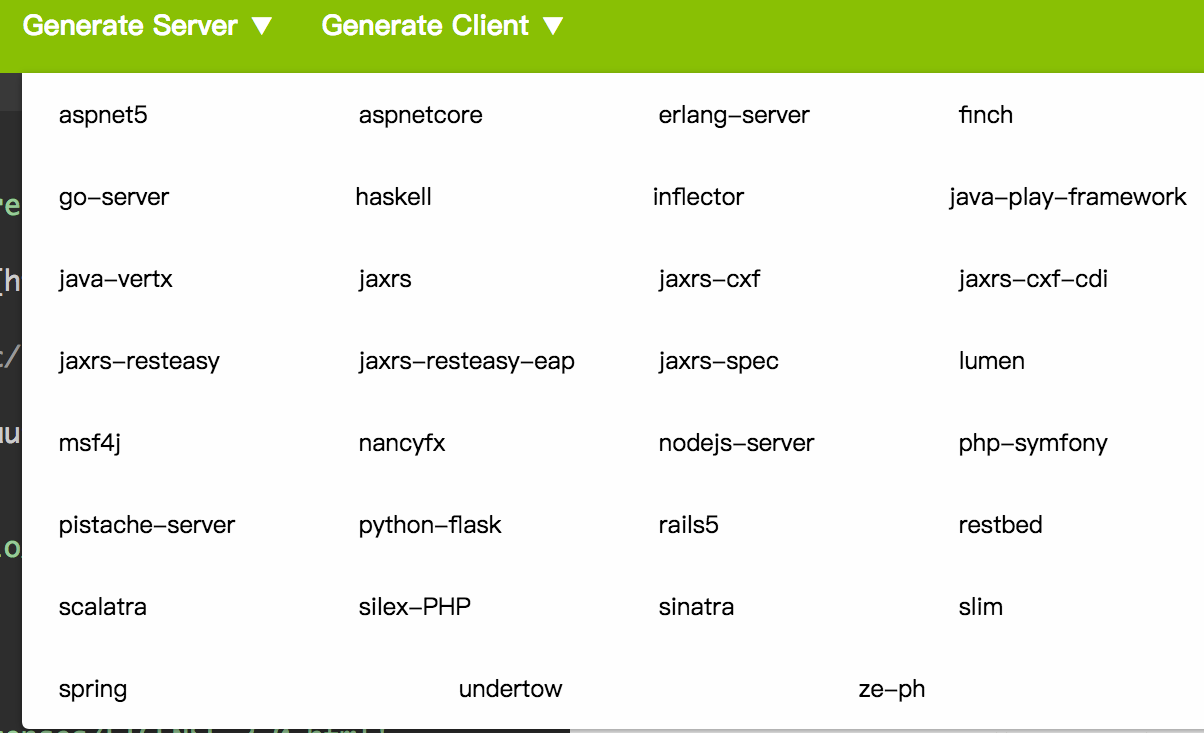 Generate Server ▼ Generate Client ▼
aspnet5 aspnetcore erlang-server finch
go-server haskell inflector java-play-framework
java-vertx jaxrs jaxrs-cxf jaxrs-cxf-cdi
jaxrs-resteasy jaxrs-resteasy-eap jaxrs-spec lumen
msf4j nancyfx nodejs-server php-symfony
pistache-server python-flask rails5 restbed
scalatra silex-PHP sinatra slim
spring undertow ze-ph